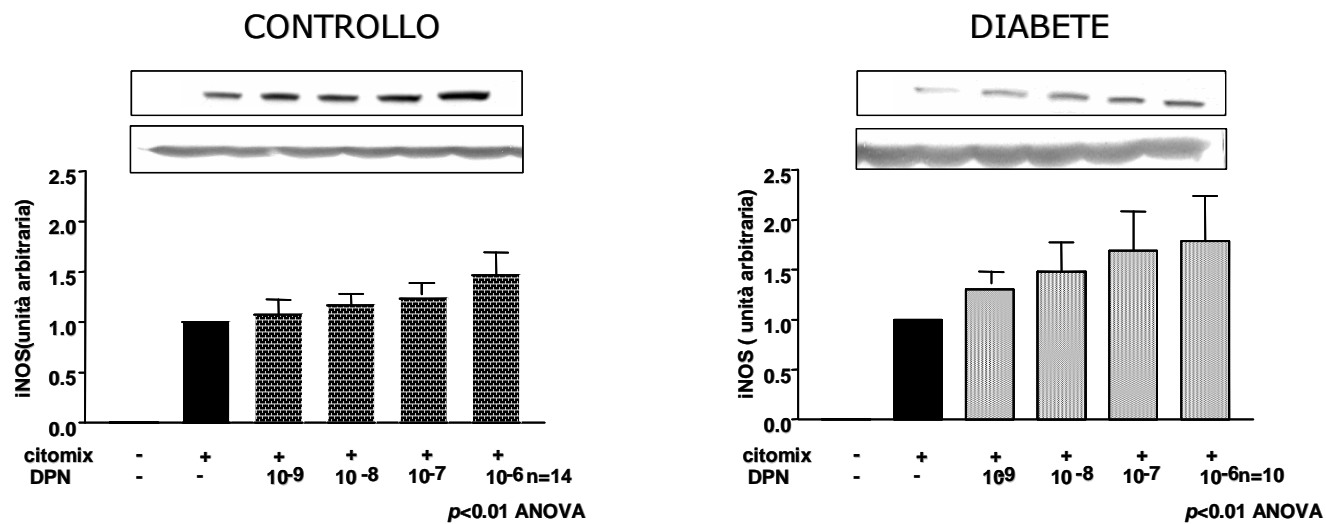 CONTROLLO
2.5
2.0
1.5
1.0
0.5
0.0
iNOS(unità arbitraria)
citomix - + + + + +
DPN - - 10-9 10-8 10-7 10-6 n=14
p<0.01 ANOVA
DIABETE
2.5
2.0
1.5
1.0
0.5
0.0
iNOS ( unità arbitraria)
citomix - + + + + +
DPN - - 10-9 10-8 10-7 10-6n=10
p<0.01 ANOVA